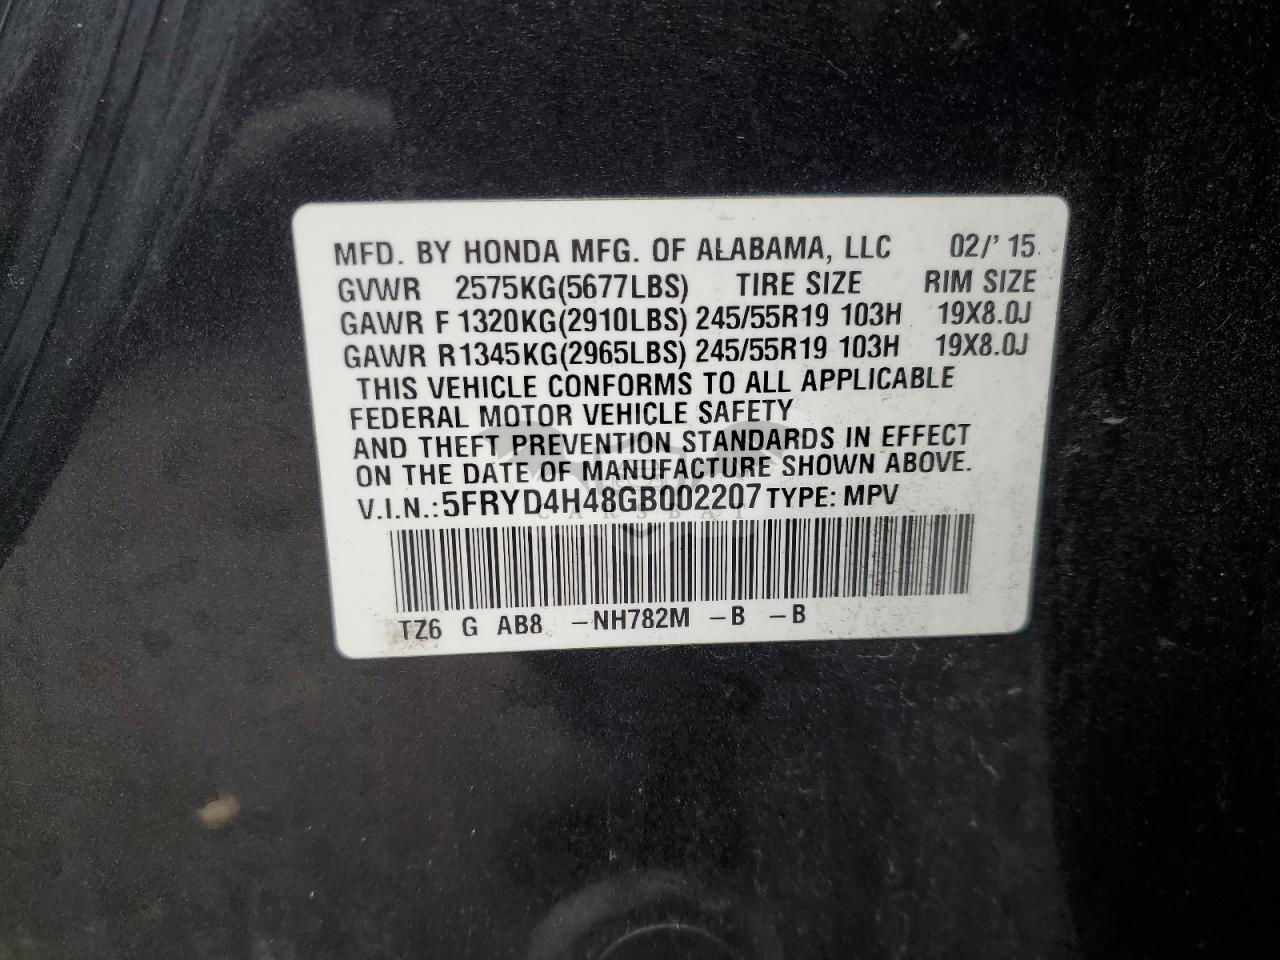 MFD. BY HONDA MFG. OF ALABAMA, LLC 02/' 15
GVWR 2575KG(5677LBS) TIRE SIZE RIM SIZE
GAWR F 1320KG(2910LBS) 245/55R19 103H 19X8.0J
GAWR R1345KG(2965LBS) 245/55R19 103H 19X8.0J
THIS VEHICLE CONFORMS TO ALL APPLICABLE
FEDERAL MOTOR VEHICLE SAFETY
AND THEFT PREVENTION STANDARDS IN EFFECT
ON THE DATE OF MANUFACTURE SHOWN ABOVE.
V.I.N.:5FRYD4H48GB002207 TYPE: MPV
CARSBAT
TZ6 G AB8 -NH782M -B -B